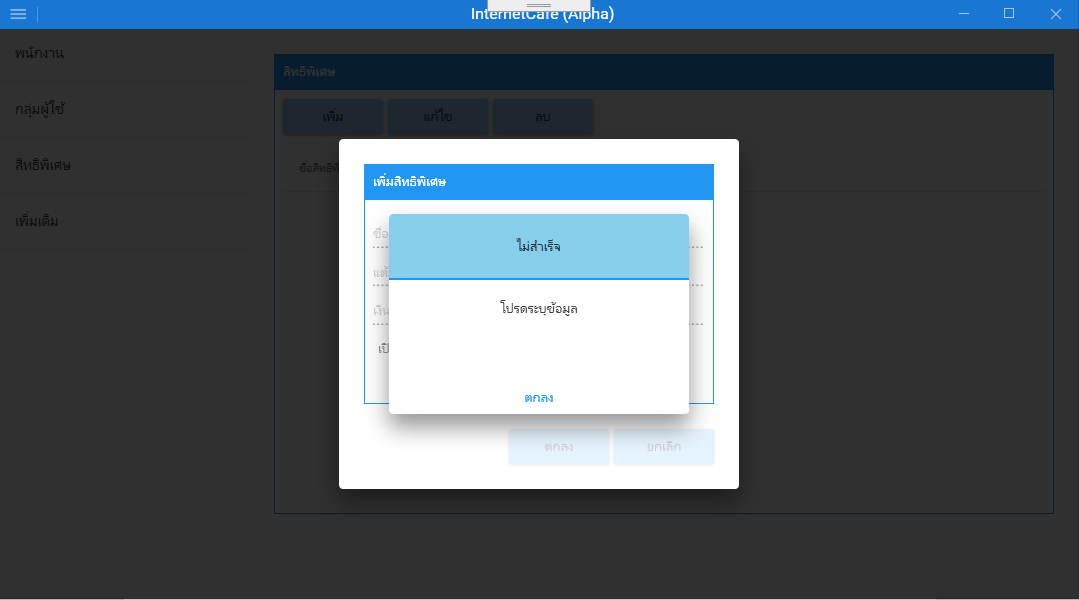 InternetCafe (Alpha)
พนักงาน
กลุ่มผู้ใช้
สิทธิพิเศษ
เพิ่มเติม
สิทธิพิเศษ
เพิ่ม
แก้ไข
ลบ
เพิ่มสิทธิพิเศษ
ไม่สำเร็จ
โปรดระบุข้อมูล
ตกลง
ตกลง
ยกเลิก